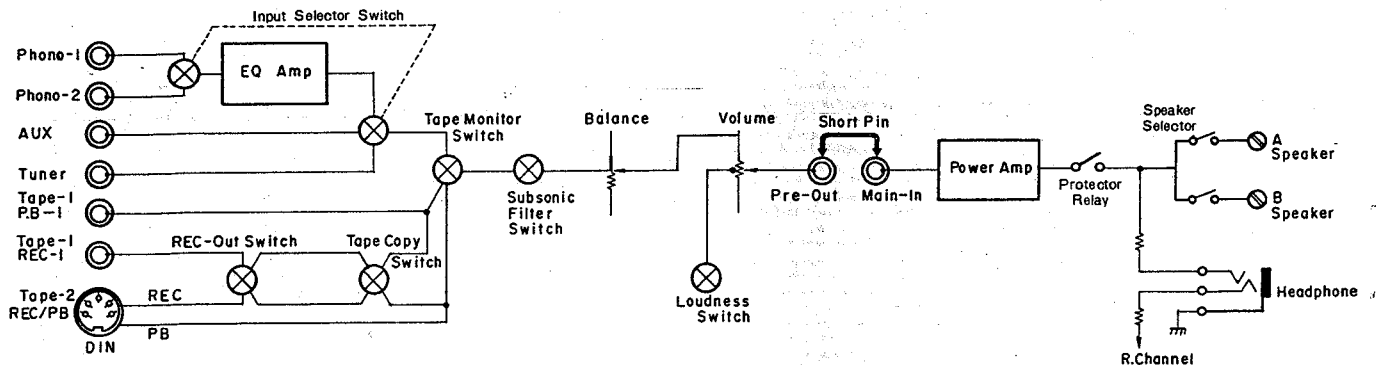 Input Selector Switch
Phono-1
EQ Amp
Phono-2
AUX
Tape Monitor
Switch
Balance
Volume
Short Pin
Speaker
Selector
A
Speaker
Tuner
Power Amp
Protector
Relay
Subsonic
Filter
Switch
Pre-Out
Main-In
B
Speaker
Tape-1
P.B-1
Tape-1
REC-1
REC-Out Switch
Tape Copy
Switch
Tape-2
REC/PB
REC
PB
DIN
Loudness
Switch
Headphone
R.Channel